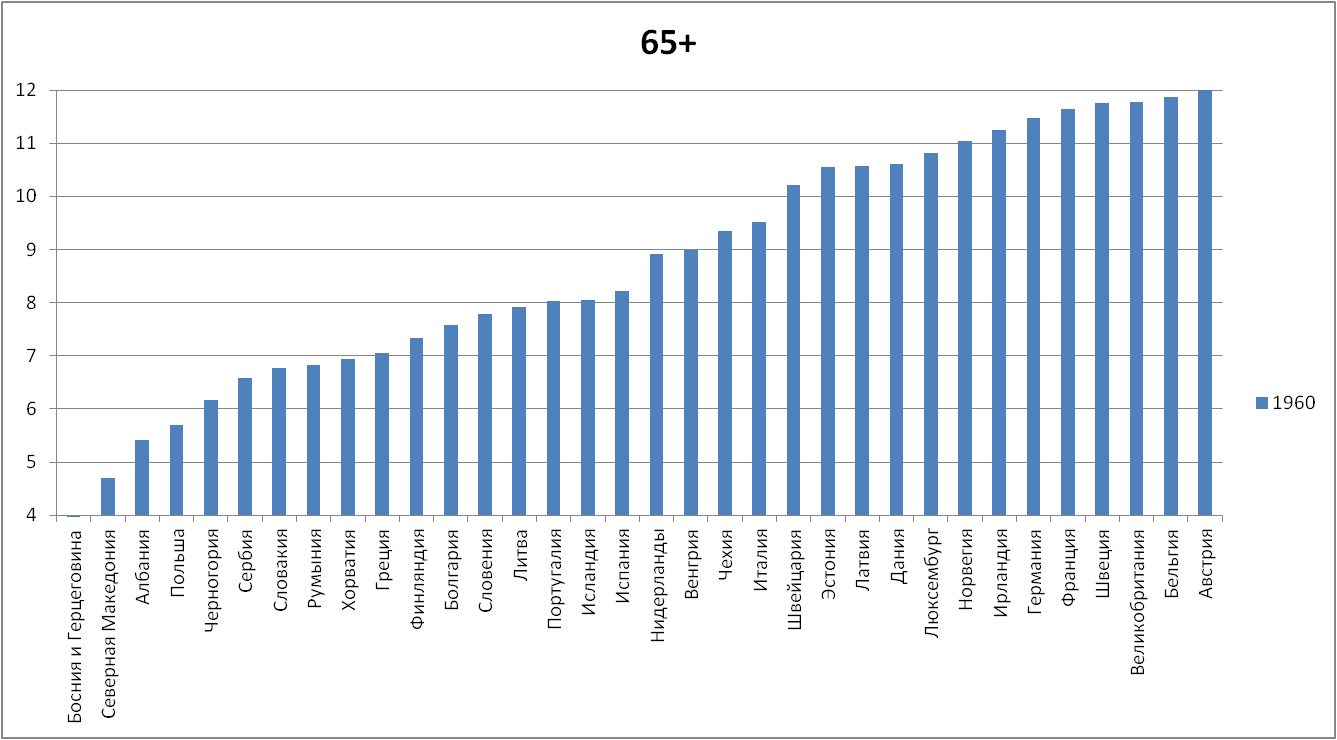 65+
12
11
10
9
8
7
6
5
4
Босния и Герцеговина
Северная Македония
Албания
Польша
Черногория
Сербия
Словакия
Румыния
Хорватия
Греция
Финляндия
Болгария
Словения
Литва
Португалия
Исландия
Испания
Нидерланды
Венгрия
Чехия
Италия
Швейцария
Эстония
Латвия
Дания
Люксембург
Норвегия
Ирландия
Германия
Франция
Швеция
Великобритания
Бельгия
Австрия
1960